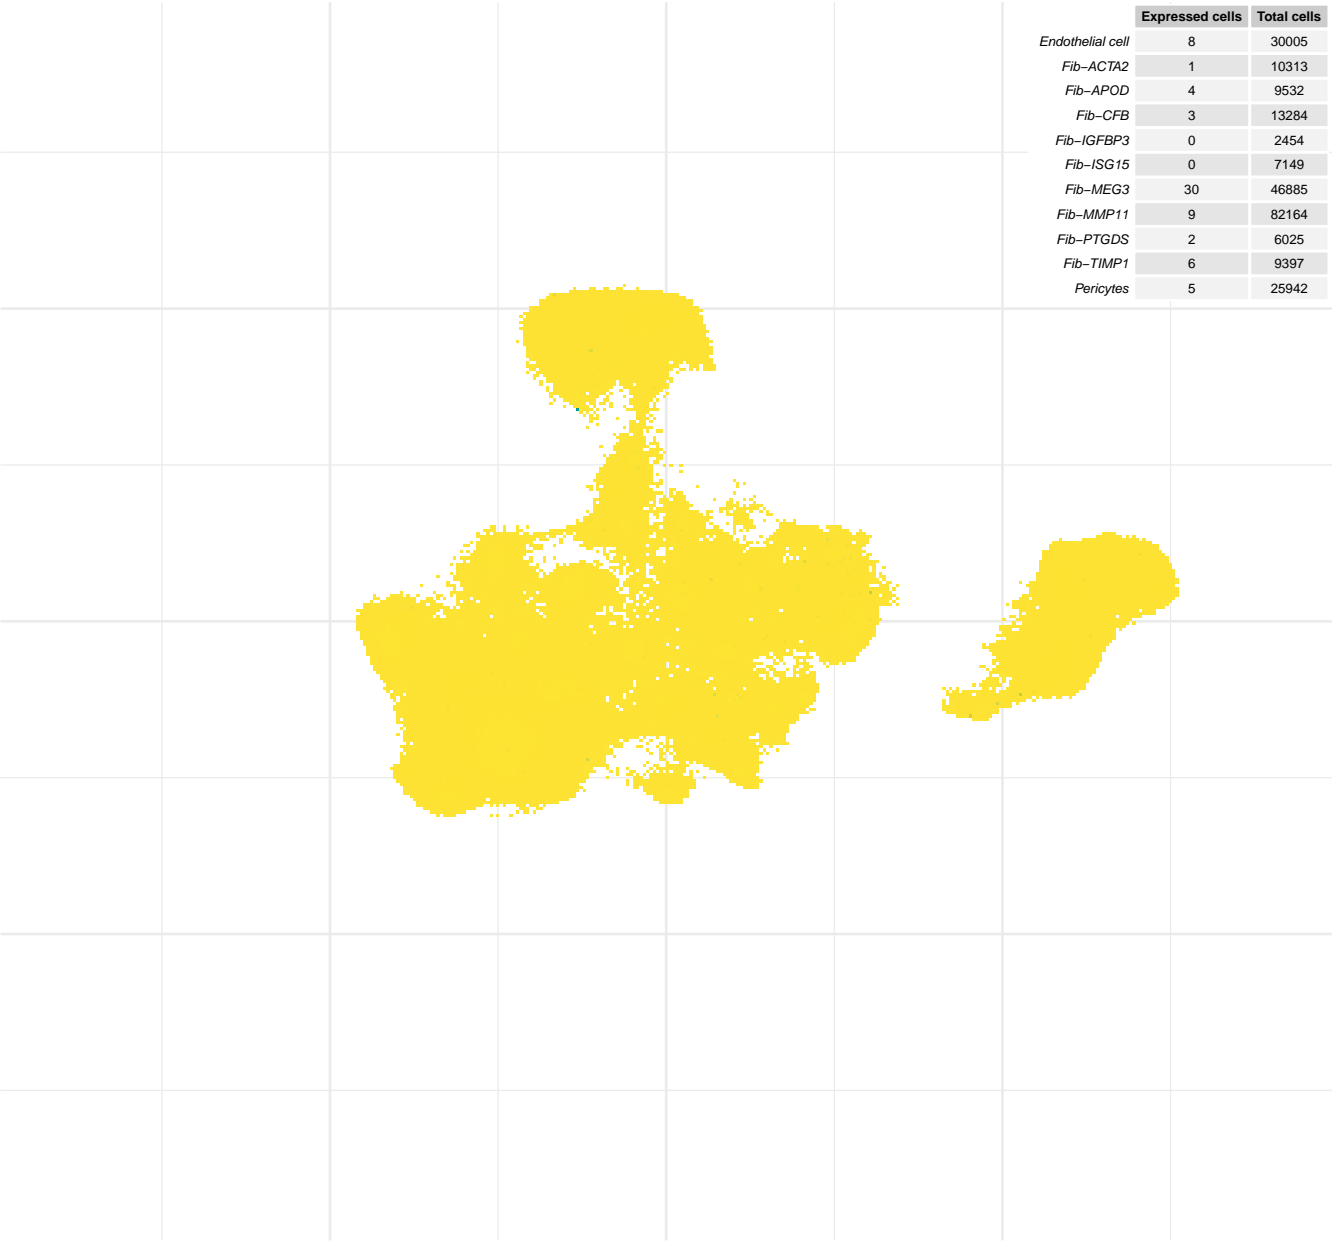 Expressed cells Total cells
Endothelial cell 8 30005
Fib−ACTA2 1 10313
Fib−APOD 4 9532
Fib−CFB 3 13284
Fib−IGFBP3 0 2454
Fib−ISG15 0 7149
Fib−MEG3 30 46885
Fib−MMP11 9 82164
Fib−PTGDS 2 6025
Fib−TIMP1 6 9397
Pericytes 5 25942